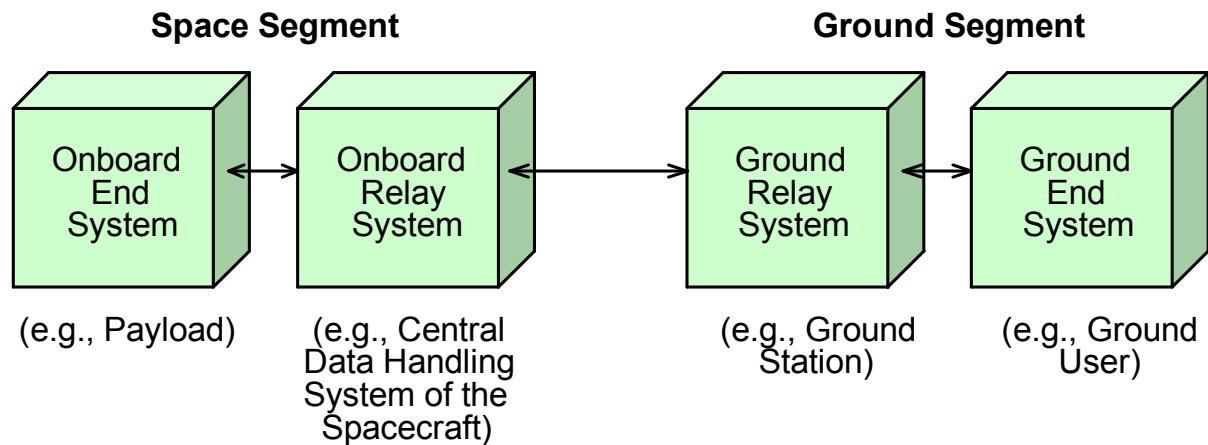 Space Segment
Ground Segment
Onboard
End
System
Onboard
Relay
System
Ground
Relay
System
Ground
End
System
(e.g., Payload)
(e.g., Central
Data Handling
System of the
Spacecraft)
(e.g., Ground
Station)
(e.g., Ground
User)